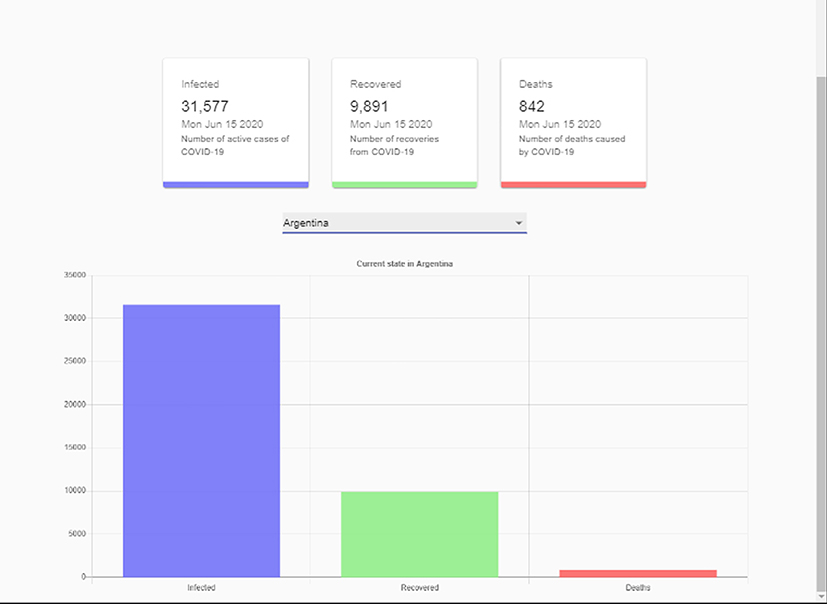 Infected
31,577
Mon Jun 15 2020
Number of active cases of
COVID-19
Recovered
9,891
Mon Jun 15 2020
Number of recoveries
from COVID-19
Deaths
842
Mon Jun 15 2020
Number of deaths caused
by COVID-19
Argentina
Current state in Argentina
35000
30000
25000
20000
15000
10000
5000
0
Infected
Recovered
Deaths